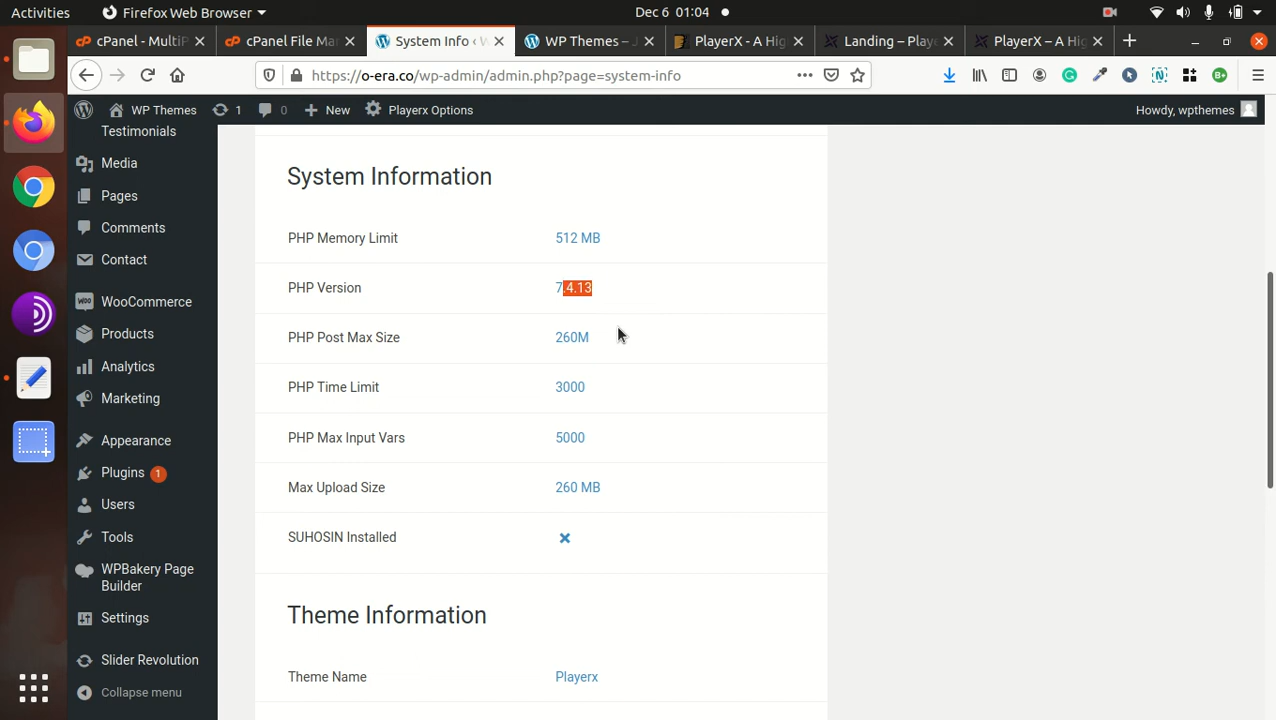 Activities
Firefox Web Browser
Dec 6 01:04
cPanel - MultiP
cPanel File Ma
System Info ‹ W
WP Themes – J
PlayerX - A Hig
Landing – Playe
PlayerX – A Hig
https://o-era.co/wp-admin/admin.php?page=system-info
WP Themes
1
0
New
Playerx Options
Howdy, wpthemes
Testimonials
Media
Pages
Comments
Contact
WooCommerce
Products
Analytics
Marketing
Appearance
Plugins 1
Users
Tools
WPBakery Page
Builder
Settings
Slider Revolution
Collapse menu
System Information
PHP Memory Limit 512 MB
PHP Version 7.4.13
PHP Post Max Size 260M
PHP Time Limit 3000
PHP Max Input Vars 5000
Max Upload Size 260 MB
SUHOSIN Installed
Theme Information
Theme Name Playerx